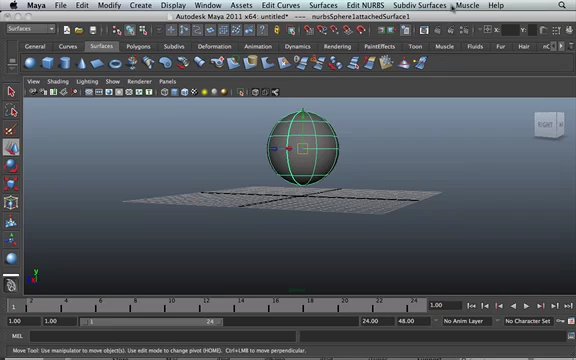 Maya File Edit Modify Create Display Window Assets Edit Curves Surfaces Edit NURBS Subdiv Surfaces Muscle Help
Autodesk Maya 2011 x64: untitled* --- nurbsSphere1attachedSurface1
Surfaces X: Y:
General Curves Surfaces Polygons Subdivs Deformation Animation Dynamics Rendering PaintEffects Toon Muscle Fluids Fur Hair
View Shading Lighting Show Renderer Panels
RIGHT
y
1 2 4 6 8 10 12 14 16 18 20 22 24 1.00
1.00 1.00 1 24 24.00 48.00 No Anim Layer No Character Set
MEL
Move Tool: Use manipulator to move object(s). Use edit mode to change pivot (HOME). Ctrl+LMB to move perpendicular.